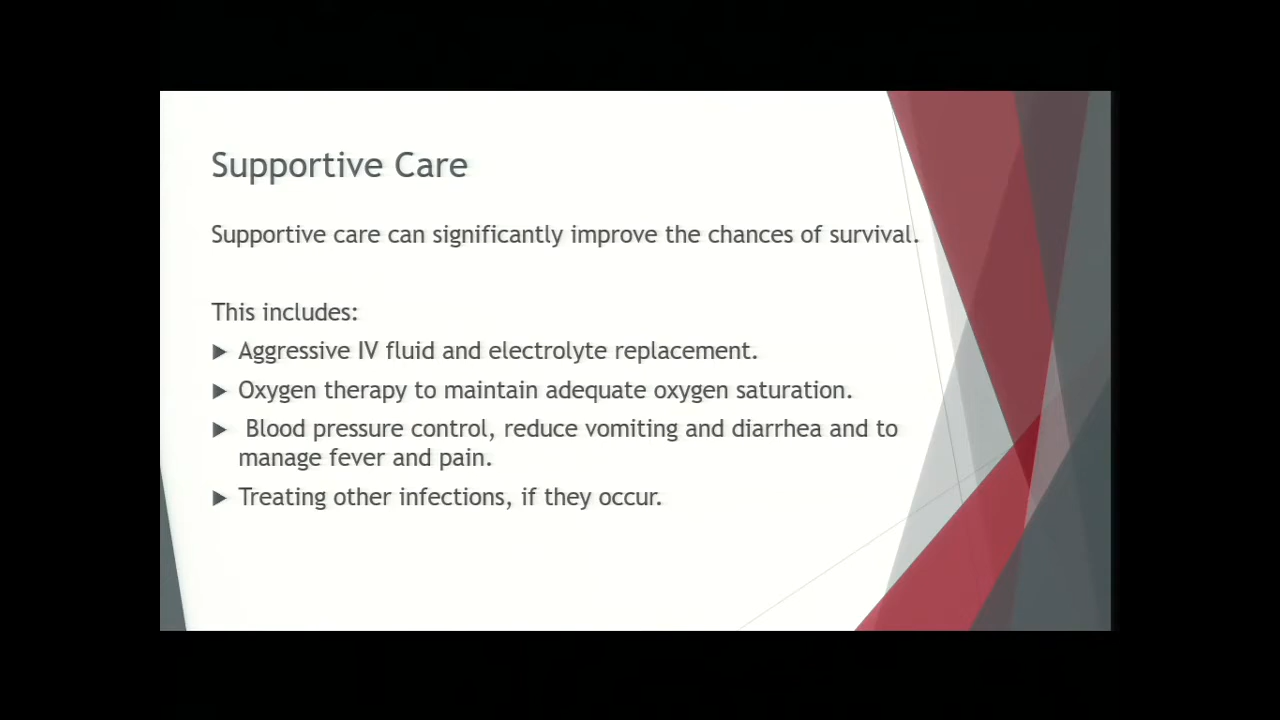 Supportive Care
Supportive care can significantly improve the chances of survival.
This includes:
Aggressive IV fluid and electrolyte replacement.
Oxygen therapy to maintain adequate oxygen saturation.
Blood pressure control, reduce vomiting and diarrhea and to
manage fever and pain.
Treating other infections, if they occur.